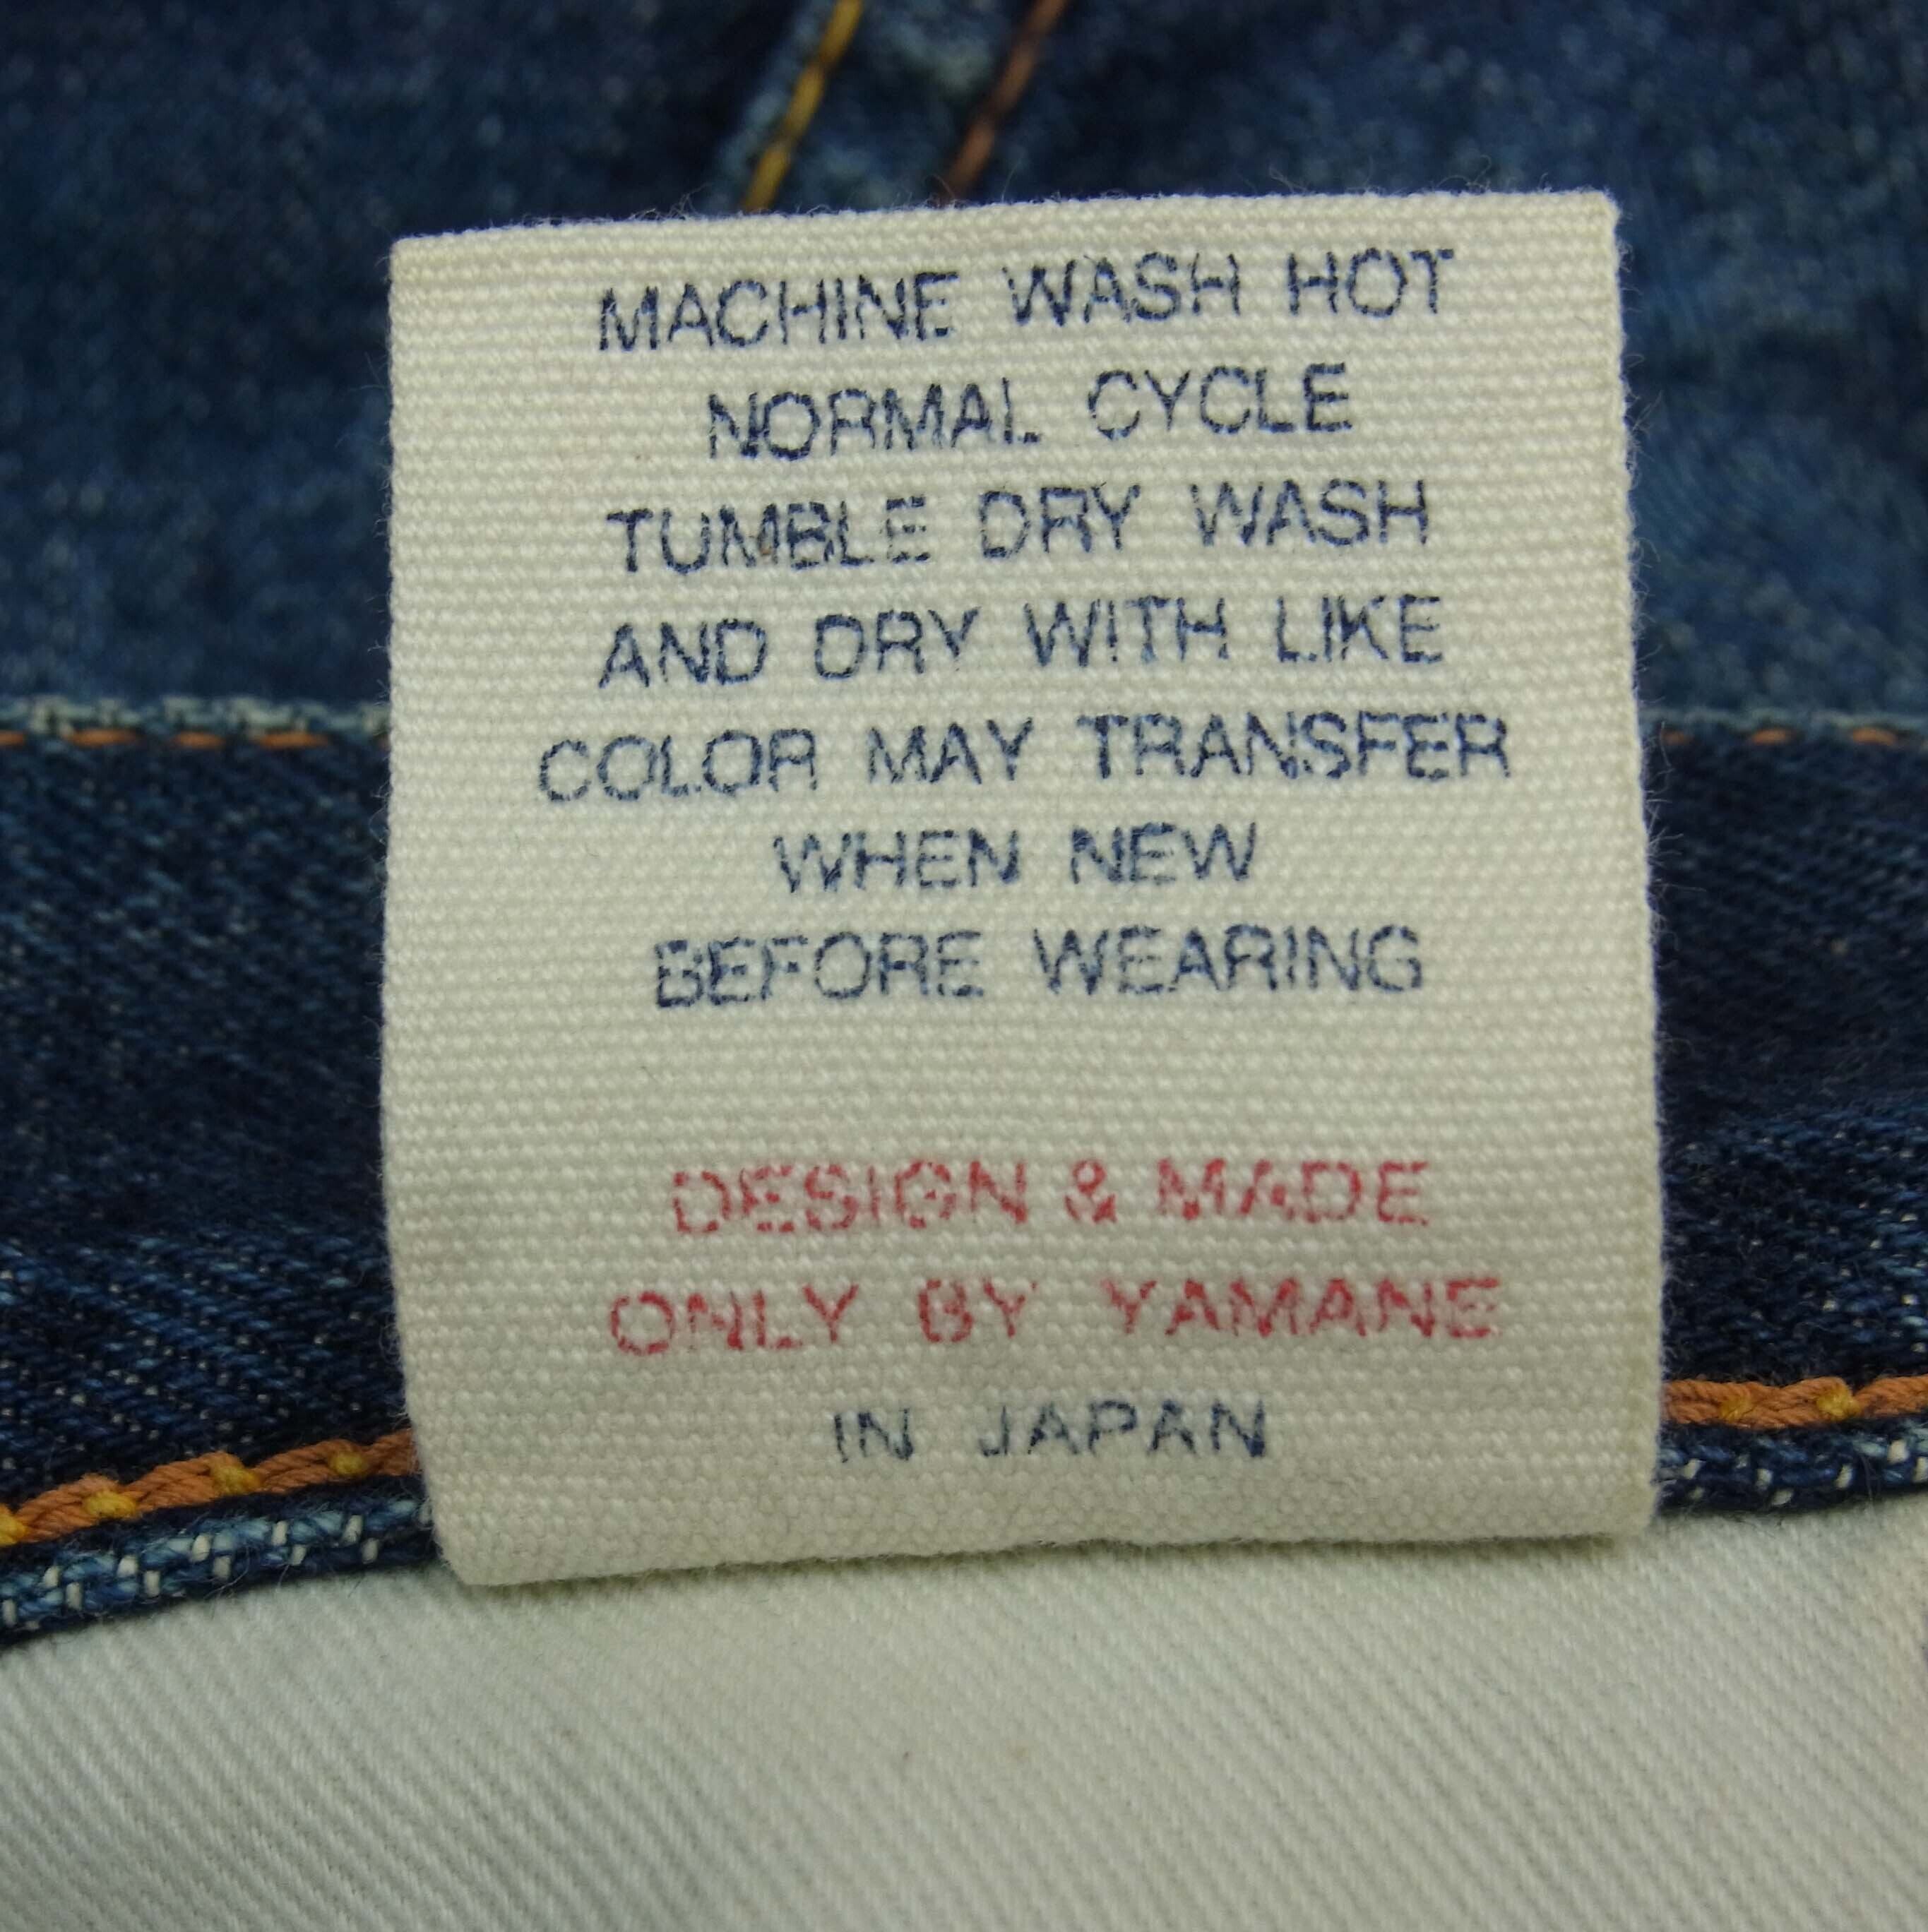 MACHINE WASH HOT
NORMAL CYCLE
TUMBLE DRY WASH
AND DRY WITH LIKE
COLOR MAY TRANSFER
WHEN NEW
BEFORE WEARING
DESIGN & MADE
ONLY BY YAMANE
IN JAPAN